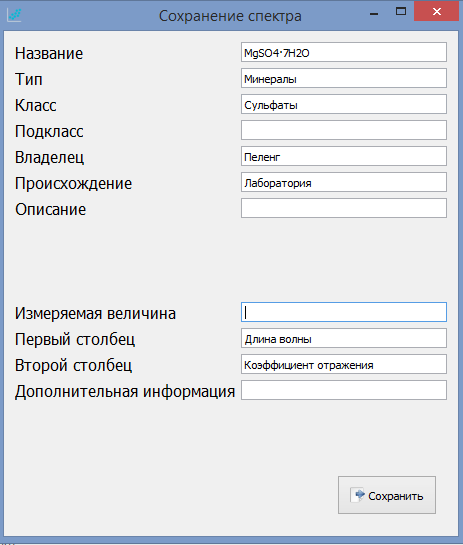 Сохранение спектра
Название MgSO4·7H2O
Тип Минералы
Класс Сульфаты
Подкласс
Владелец Пеленг
Происхождение Лаборатория
Описание
Измеряемая величина
Первый столбец Длина волны
Второй столбец Коэффициент отражения
Дополнительная информация
Сохранить